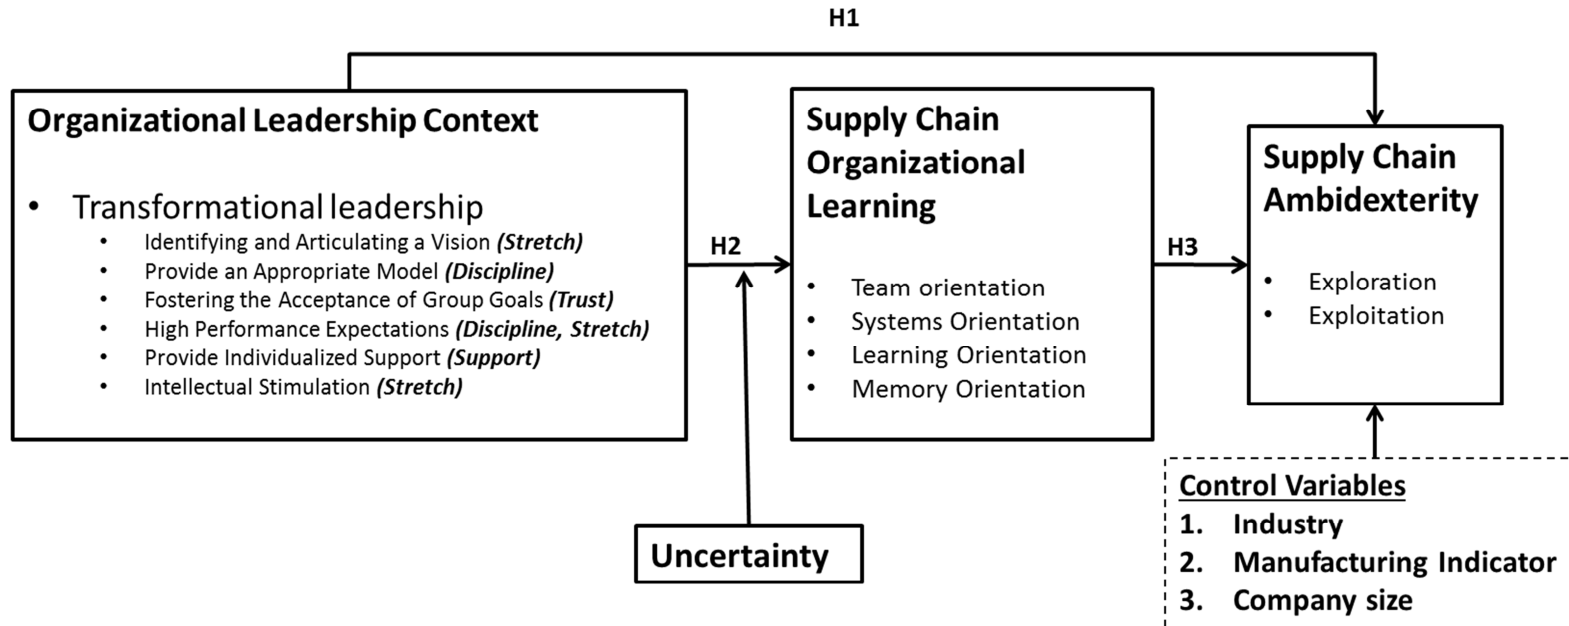 H1
Organizational Leadership Context
• Transformational leadership
• Identifying and Articulating a Vision (Stretch)
• Provide an Appropriate Model (Discipline)
• Fostering the Acceptance of Group Goals (Trust)
• High Performance Expectations (Discipline, Stretch)
• Provide Individualized Support (Support)
• Intellectual Stimulation (Stretch)
H2
Supply Chain
Organizational
Learning
• Team orientation
• Systems Orientation
• Learning Orientation
• Memory Orientation
H3
Supply Chain
Ambidexterity
• Exploration
• Exploitation
Uncertainty
Control Variables
1. Industry
2. Manufacturing Indicator
3. Company size